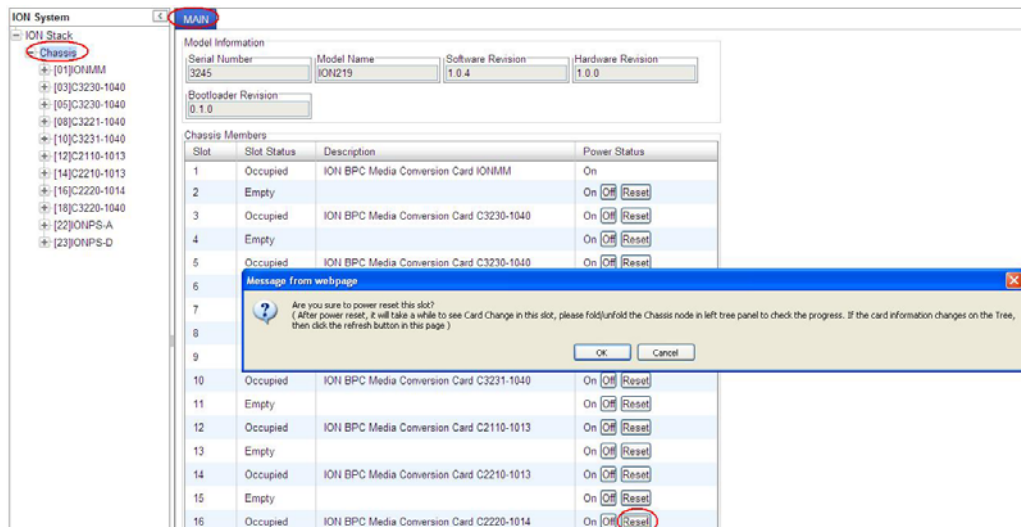 ION System
<
MAIN
ION Stack
Chassis
[01]IONMM
[03]C3230-1040
[05]C3230-1040
[08]C3221-1040
[10]C3231-1040
[12]C2110-1013
[14]C2210-1013
[16]C2220-1014
[18]C3220-1040
[22]IONPS-A
[23]IONPS-D
Model Information
Serial Number Model Name Software Revision Hardware Revision
3245 ION219 1.0.4 1.0.0
Bootloader Revision
0.1.0
Chassis Members
Slot Slot Status Description Power Status
1 Occupied ION BPC Media Conversion Card IONMM On
2 Empty On Off Reset
3 Occupied ION BPC Media Conversion Card C3230-1040 On Off Reset
4 Empty On Off Reset
5 Occupied ION BPC Media Conversion Card C3230-1040 On Off Reset
6
7
8
9
Message from webpage
Are you sure to power reset this slot?
( After power reset, it will take a while to see Card Change in this slot, please fold/unfold the Chassis node in left tree panel to check the progress. If the card information changes on the Tree,
then click the refresh button in this page )
OK Cancel
10 Occupied ION BPC Media Conversion Card C3231-1040 On Off Reset
11 Empty On Off Reset
12 Occupied ION BPC Media Conversion Card C2110-1013 On Off Reset
13 Empty On Off Reset
14 Occupied ION BPC Media Conversion Card C2210-1013 On Off Reset
15 Empty On Off Reset
16 Occupied ION BPC Media Conversion Card C2220-1014 On Off Reset